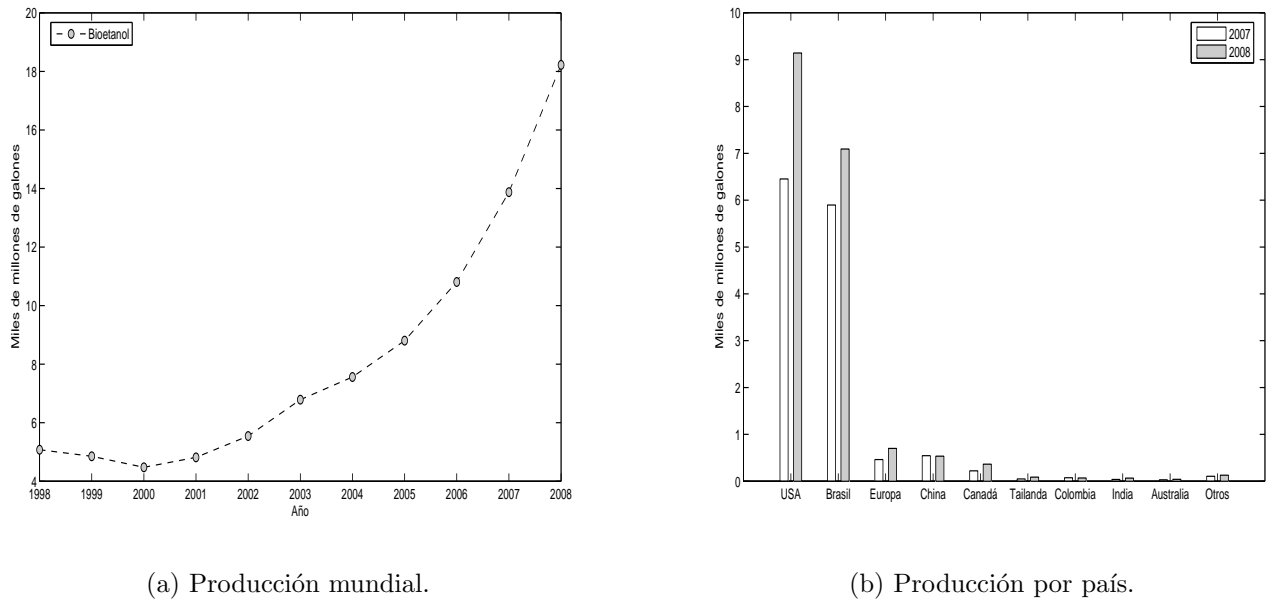 20
18
16
14
12
10
8
6
4
Miles de millones de galones
Bioetanol
1998 1999 2000 2001 2002 2003 2004 2005 2006 2007 2008
Año
(a) Producción mundial.
10
9
8
7
6
5
4
3
2
1
0
Miles de millones de galones
2007
2008
USA Brasil Europa China Canadá Tailanda Colombia India Australia Otros
(b) Producción por país.